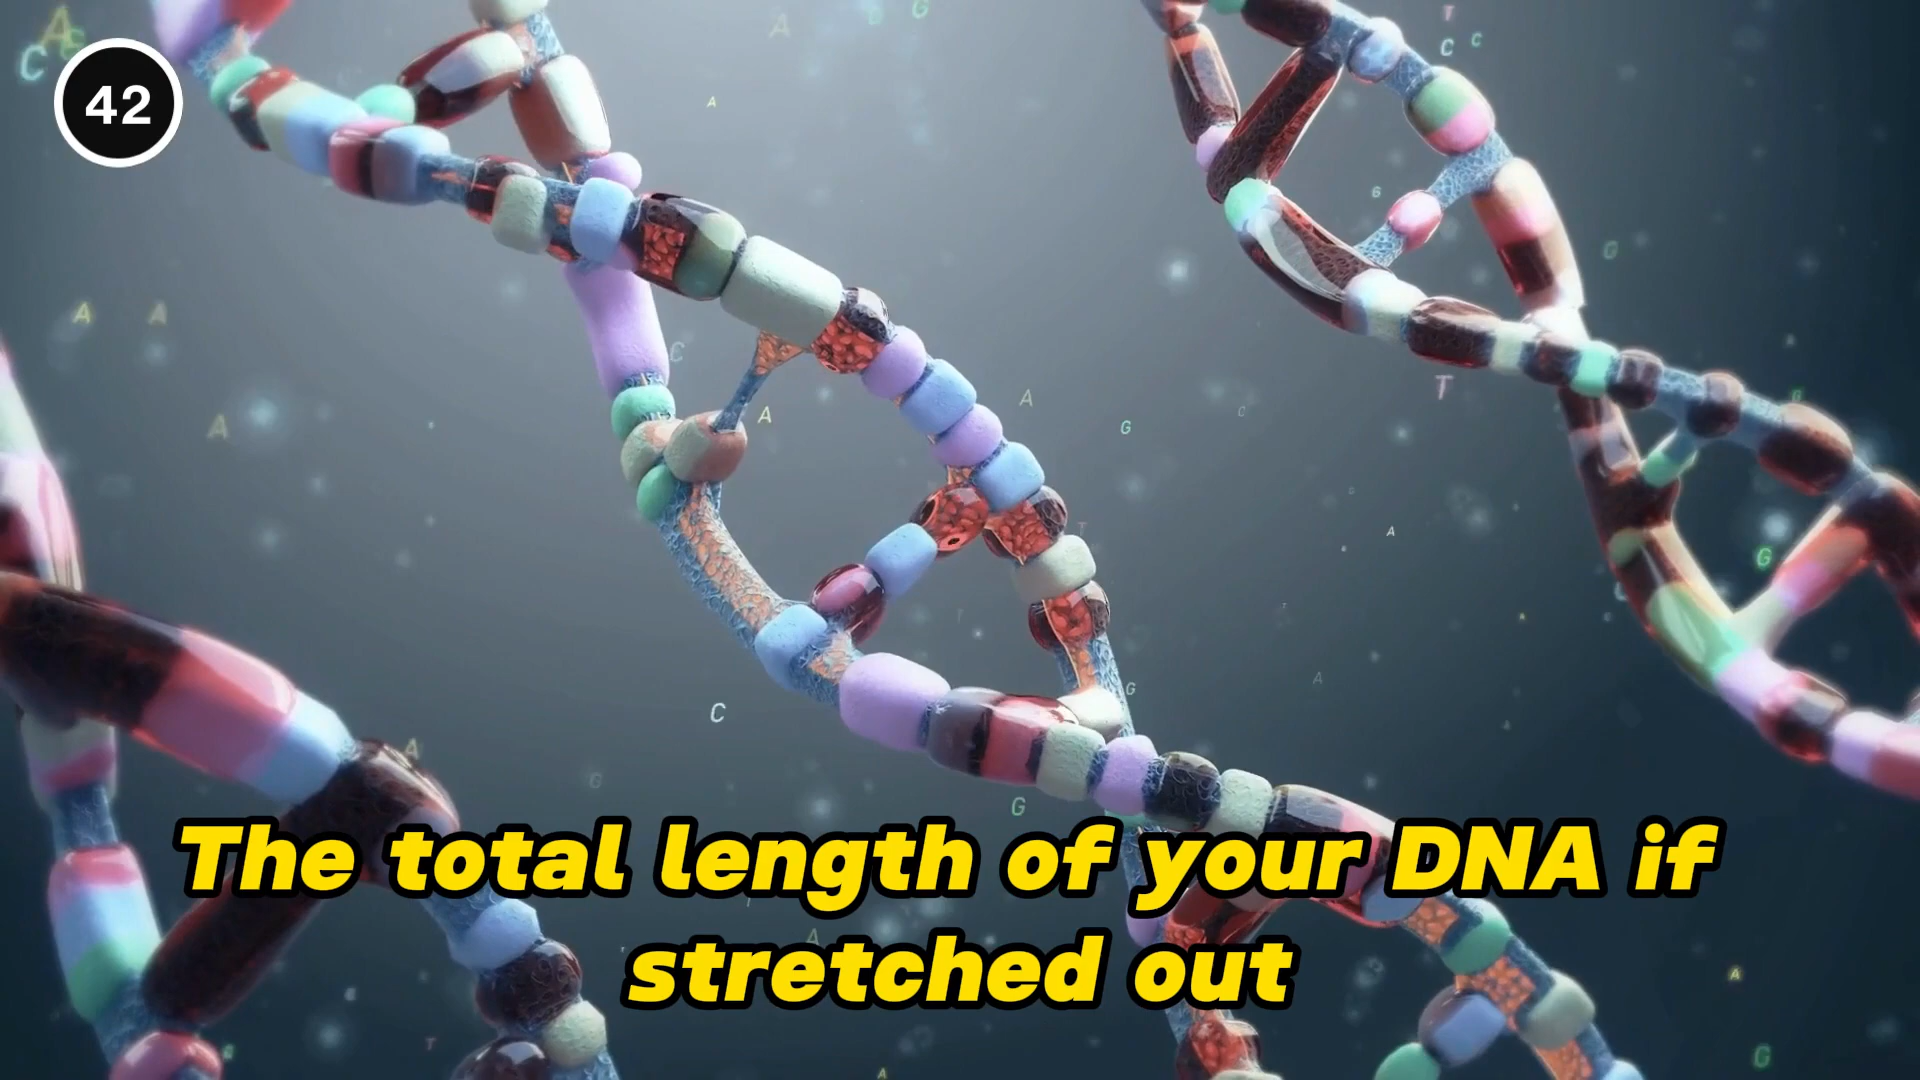 42
The total length of your DNA if
stretched out